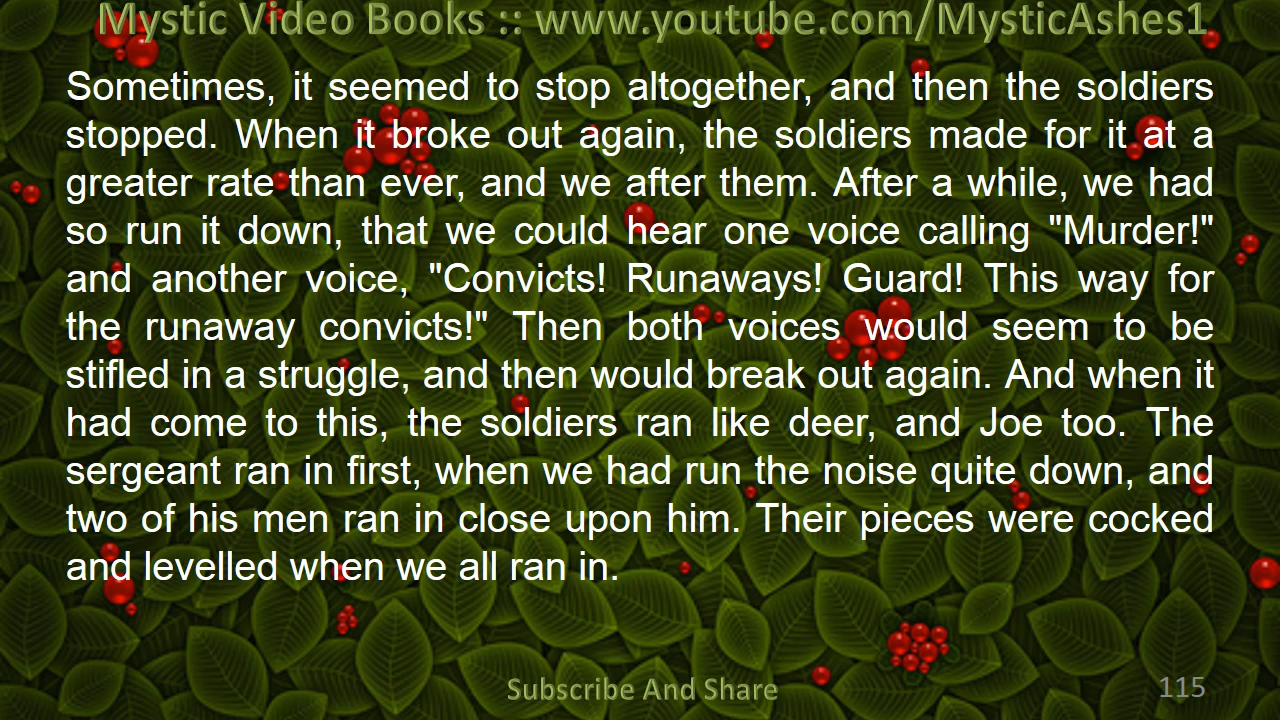 Mystic Video Books :: www.youtube.com/MysticAshes1
Sometimes, it seemed to stop altogether, and then the soldiers
stopped. When it broke out again, the soldiers made for it at a
greater rate than ever, and we after them. After a while, we had
so run it down, that we could hear one voice calling "Murder!"
and another voice, "Convicts! Runaways! Guard! This way for
the runaway convicts!" Then both voices would seem to be
stifled in a struggle, and then would break out again. And when it
had come to this, the soldiers ran like deer, and Joe too. The
sergeant ran in first, when we had run the noise quite down, and
two of his men ran in close upon him. Their pieces were cocked
and levelled when we all ran in.
Subscribe And Share
115